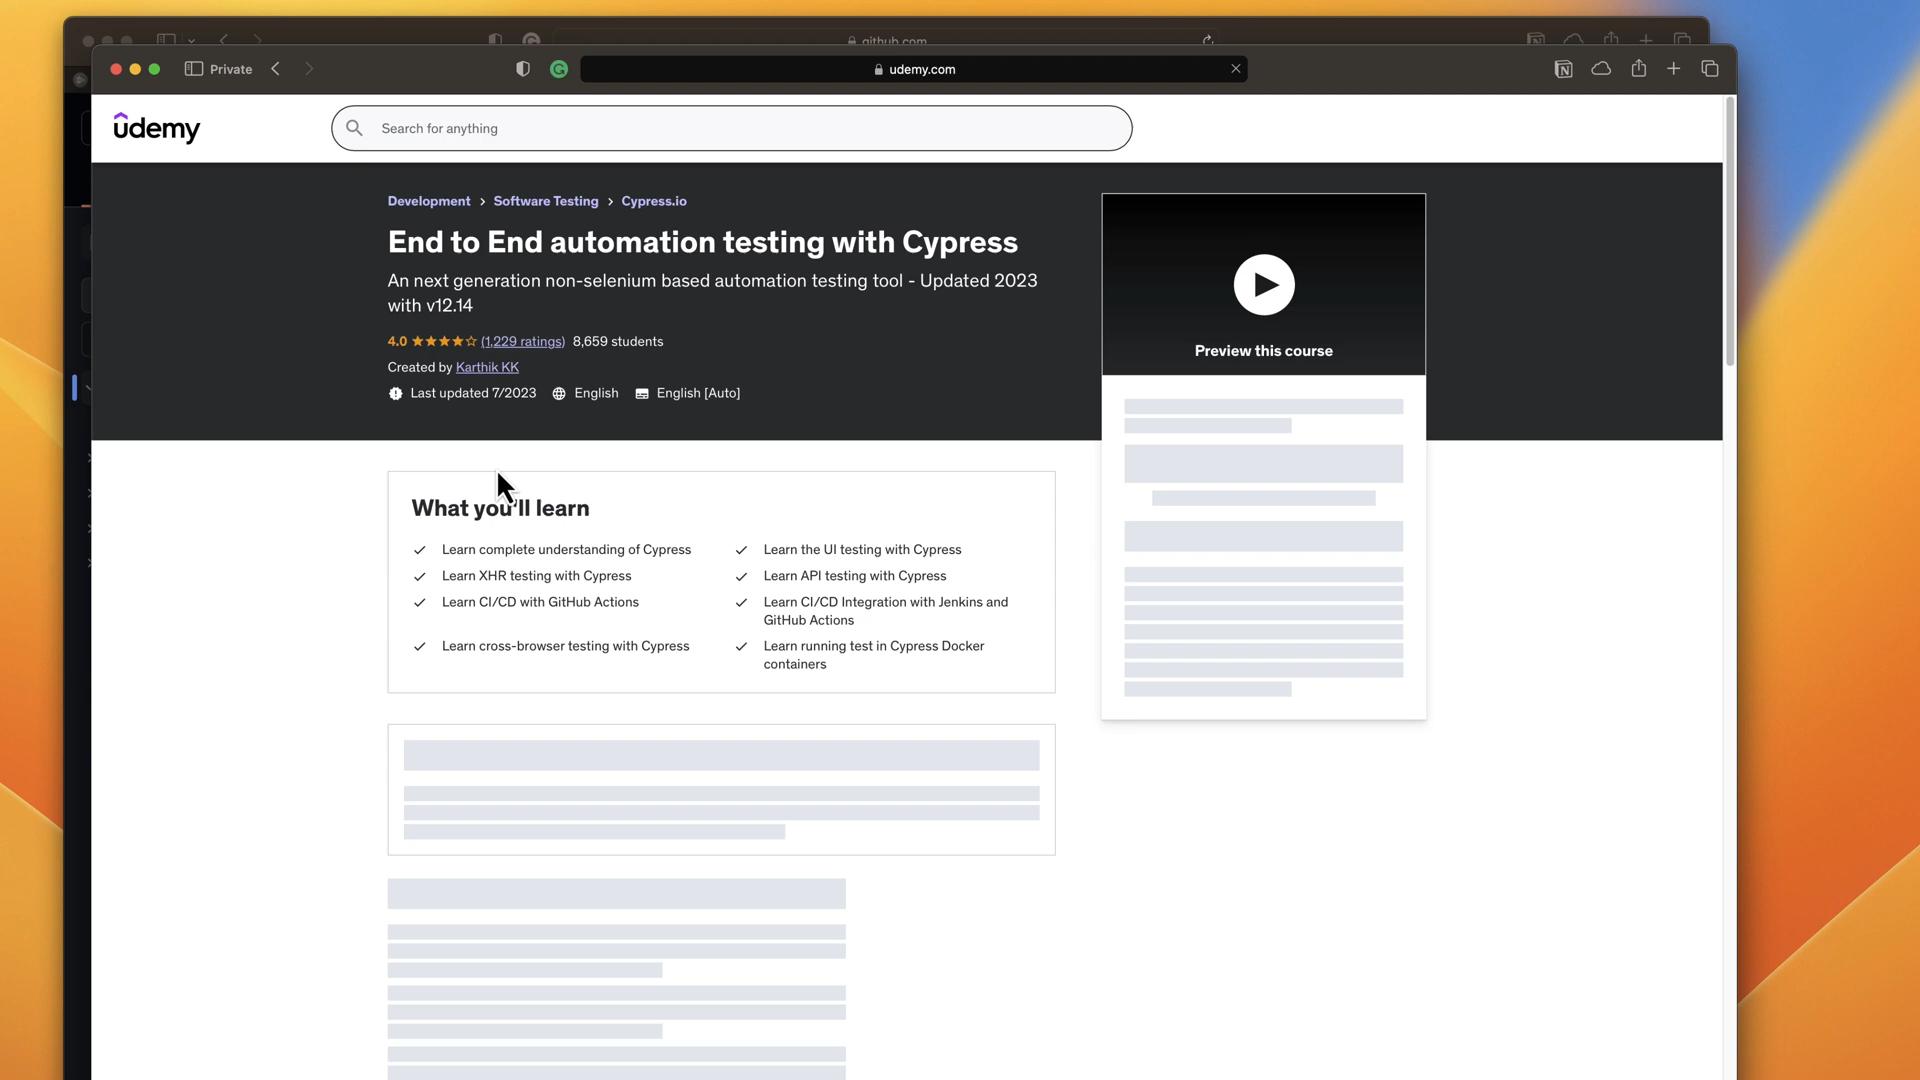 github.com
Private
udemy.com
udemy
Search for anything
Development > Software Testing > Cypress.io
End to End automation testing with Cypress
An next generation non-selenium based automation testing tool - Updated 2023
with v12.14
4.0 (1,229 ratings) 8,659 students
Created by Karthik KK
Last updated 7/2023 English English [Auto]
Preview this course
What you'll learn
Learn complete understanding of Cypress
Learn the UI testing with Cypress
Learn XHR testing with Cypress
Learn API testing with Cypress
Learn CI/CD with GitHub Actions
Learn CI/CD Integration with Jenkins and
GitHub Actions
Learn cross-browser testing with Cypress
Learn running test in Cypress Docker
containers